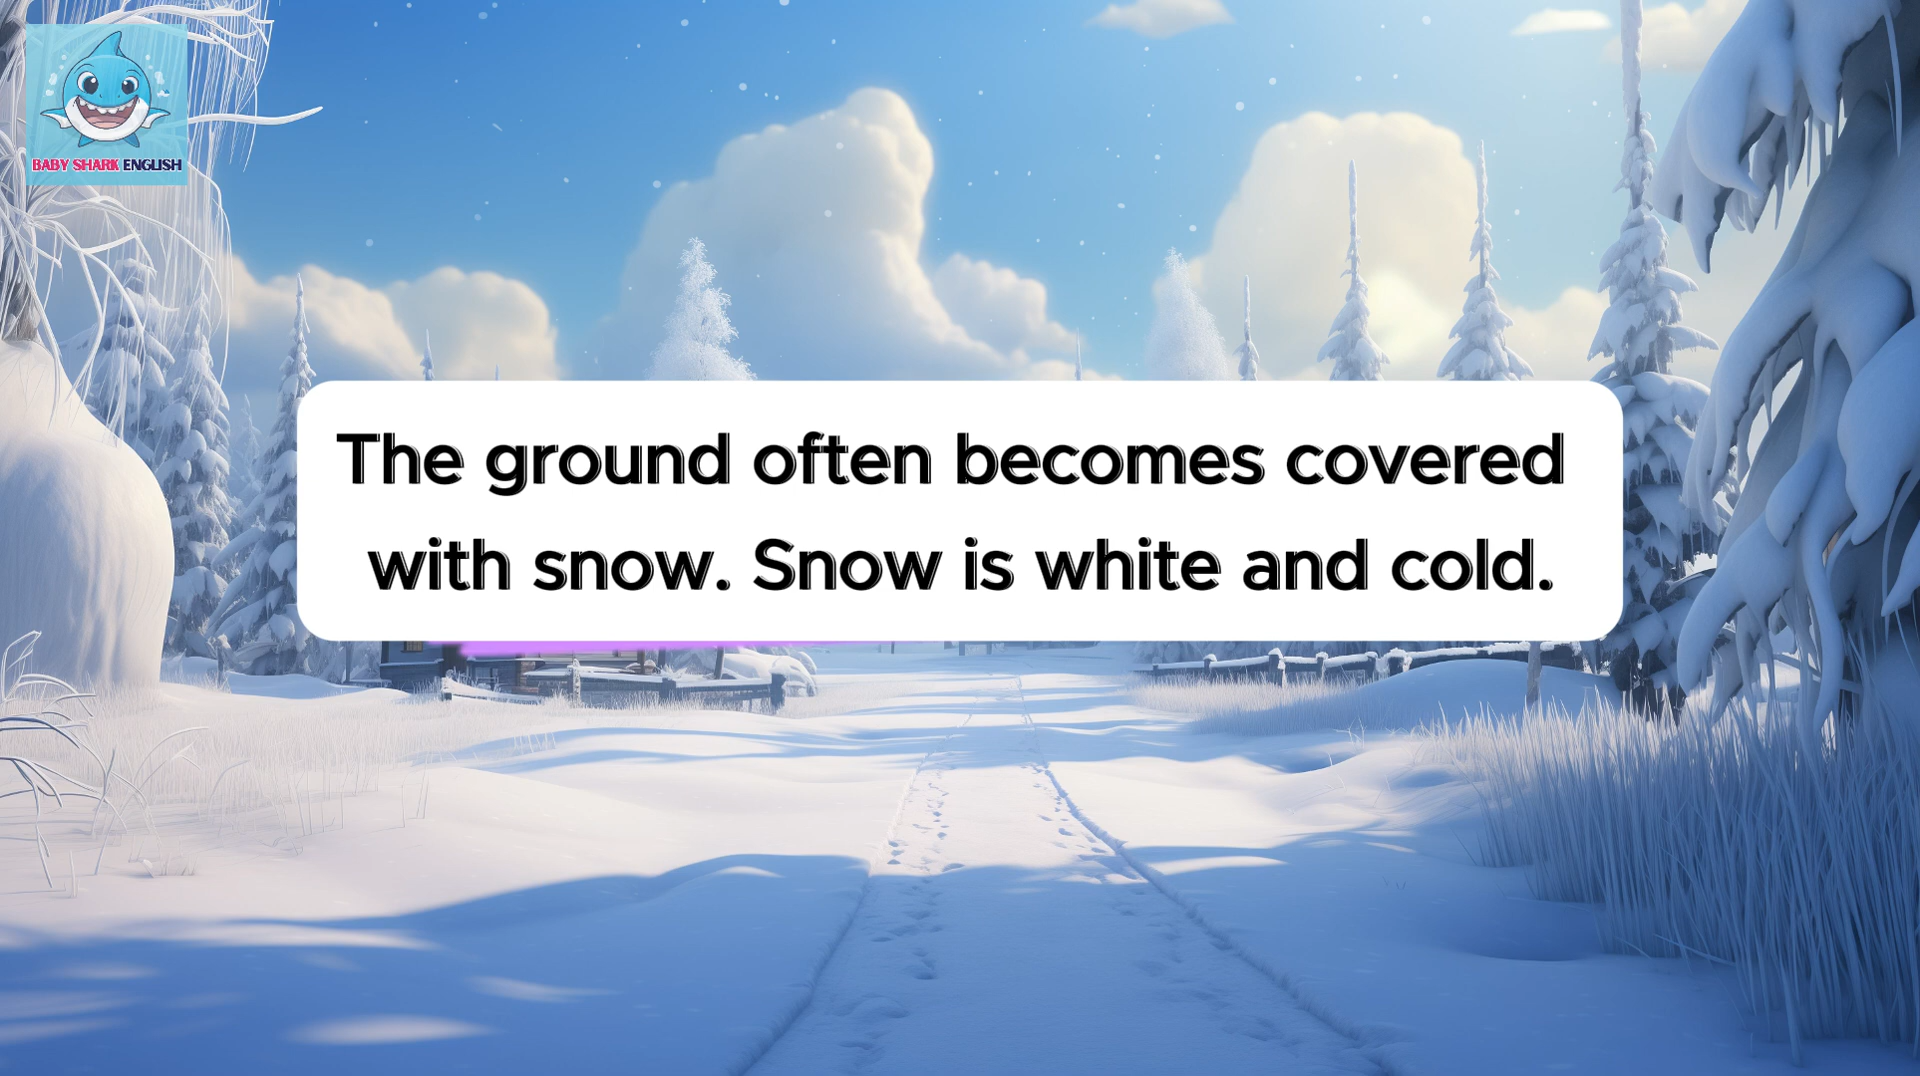 BABY SHARK ENGLISH
The ground often becomes covered
with snow. Snow is white and cold.